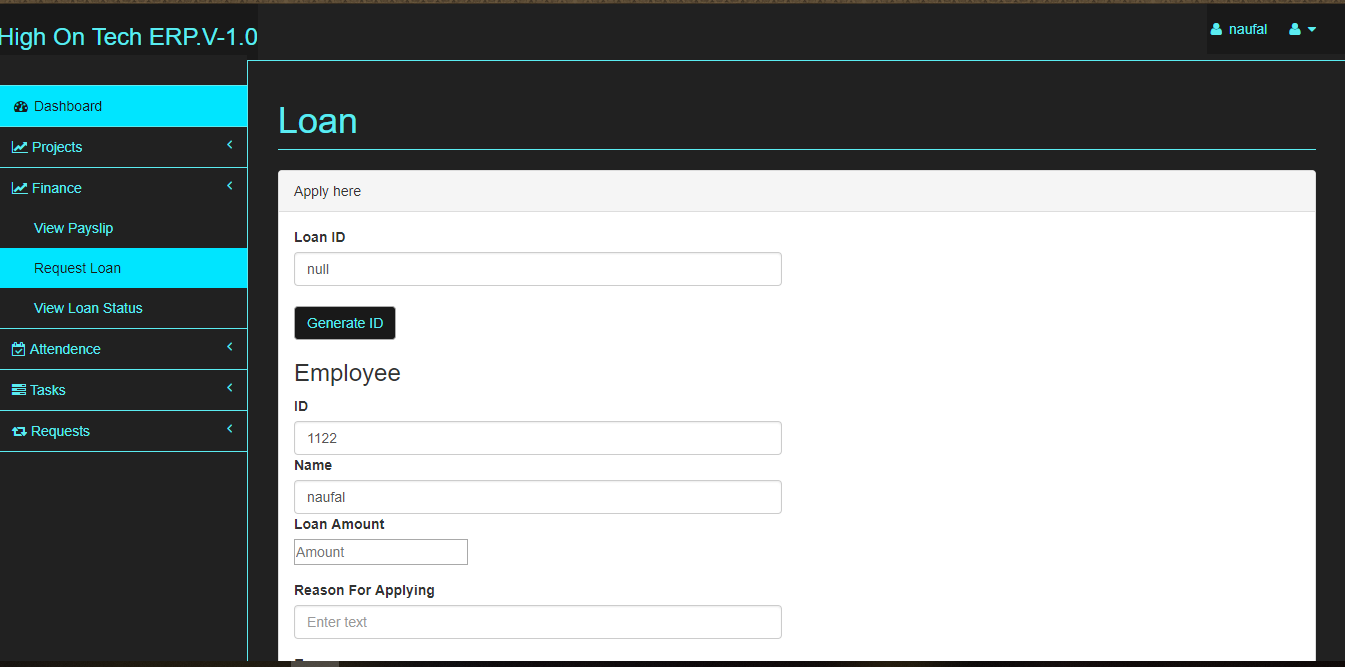 High On Tech ERP.V-1.0
naufal
Dashboard
Projects
Finance
View Payslip
Request Loan
View Loan Status
Attendence
Tasks
Requests
Loan
Apply here
Loan ID
null
Generate ID
Employee
ID
1122
Name
naufal
Loan Amount
Amount
Reason For Applying
Enter text